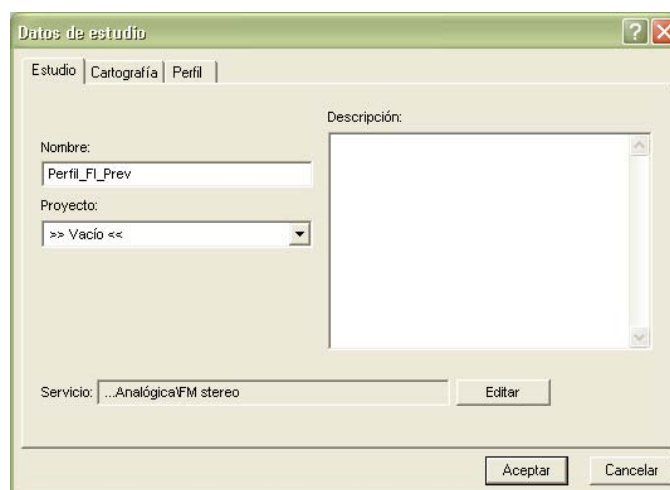 Datos de estudio
Estudio Cartografía Perfil
Descripción:
Nombre:
Perfil_FI_Prev
Proyecto:
>> Vacío <<
Servicio: ...Analógica\FM stereo Editar
Aceptar Cancelar